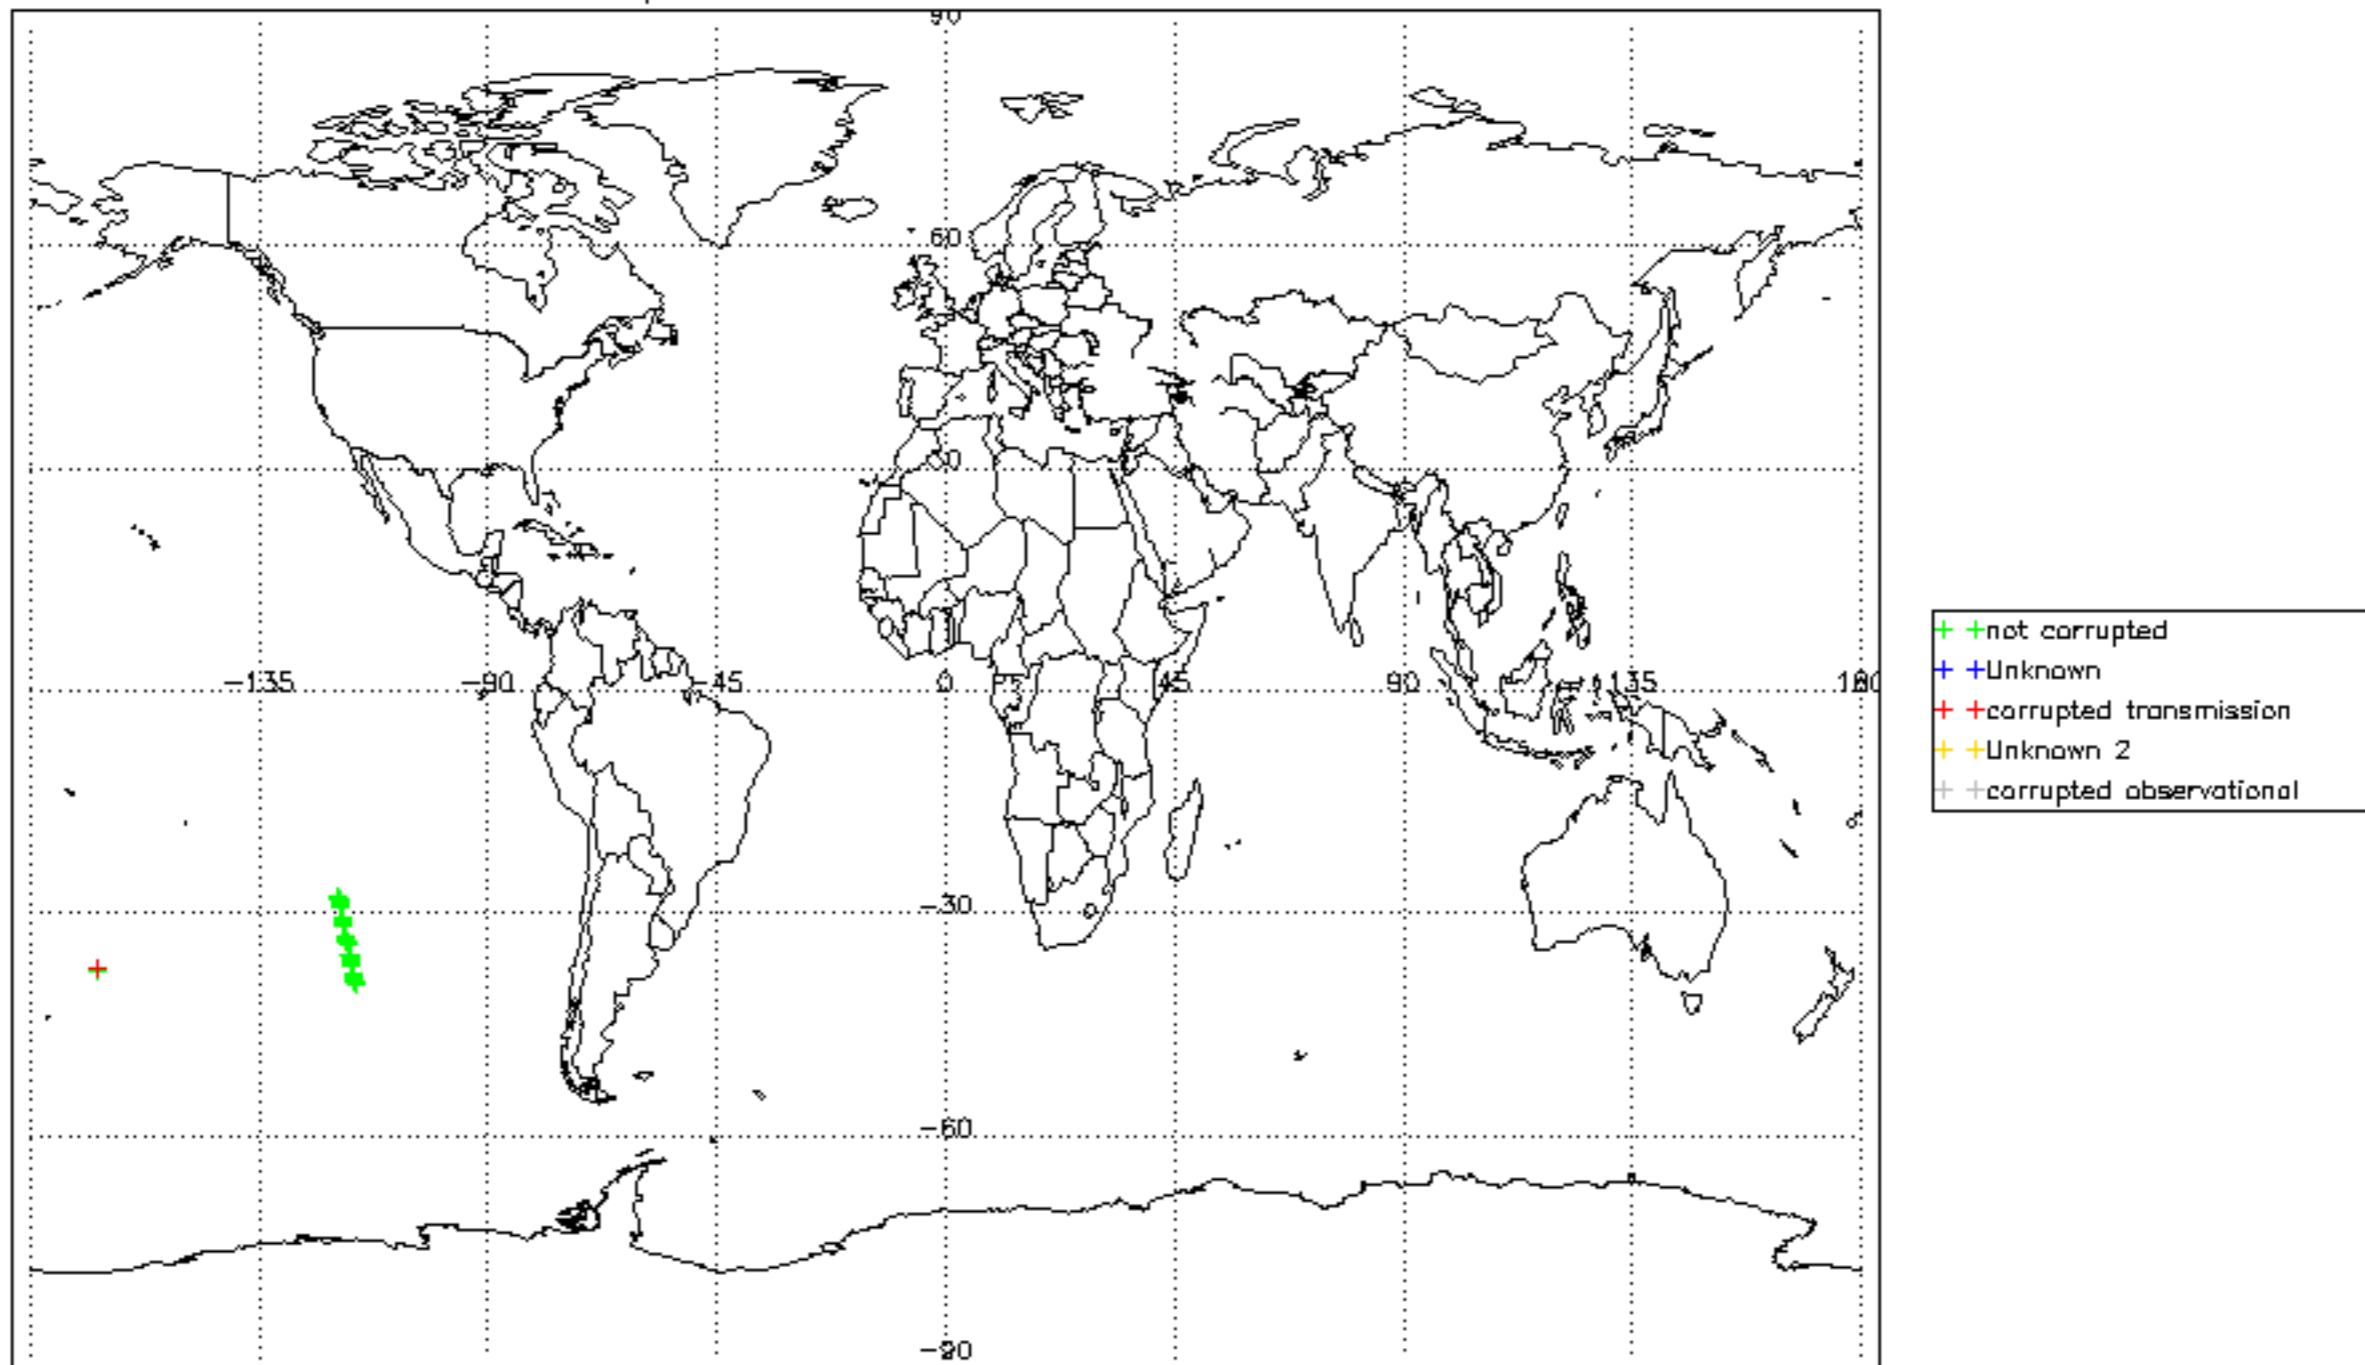 90
60
30
-135 -90 -45 0 45 90 135 180
-30
-60
-90
not corrupted
Unknown
corrupted transmission
Unknown 2
corrupted observational